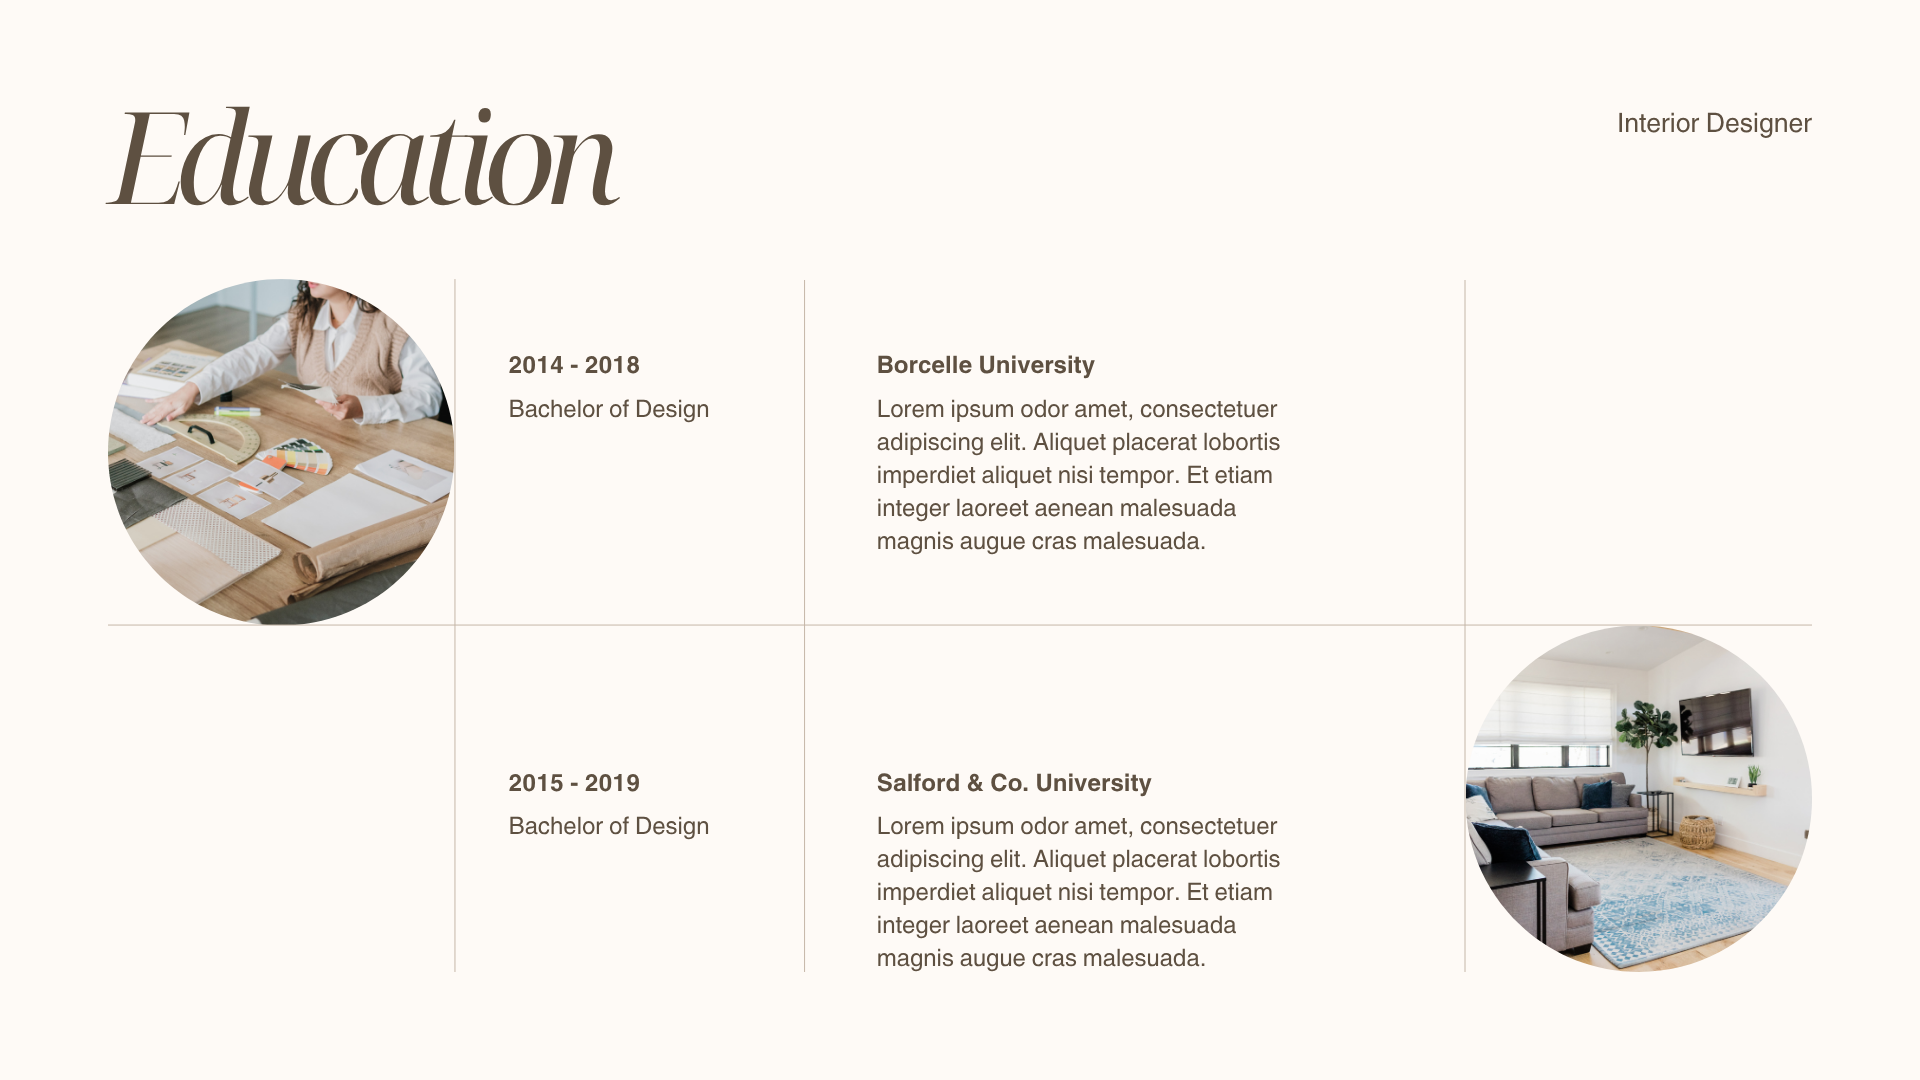 Education
Interior Designer
2014 - 2018
Bachelor of Design
Borcelle University
Lorem ipsum odor amet, consectetuer
adipiscing elit. Aliquet placerat lobortis
imperdiet aliquet nisi tempor. Et etiam
integer laoreet aenean malesuada
magnis augue cras malesuada.
2015 - 2019
Bachelor of Design
Salford & Co. University
Lorem ipsum odor amet, consectetuer
adipiscing elit. Aliquet placerat lobortis
imperdiet aliquet nisi tempor. Et etiam
integer laoreet aenean malesuada
magnis augue cras malesuada.